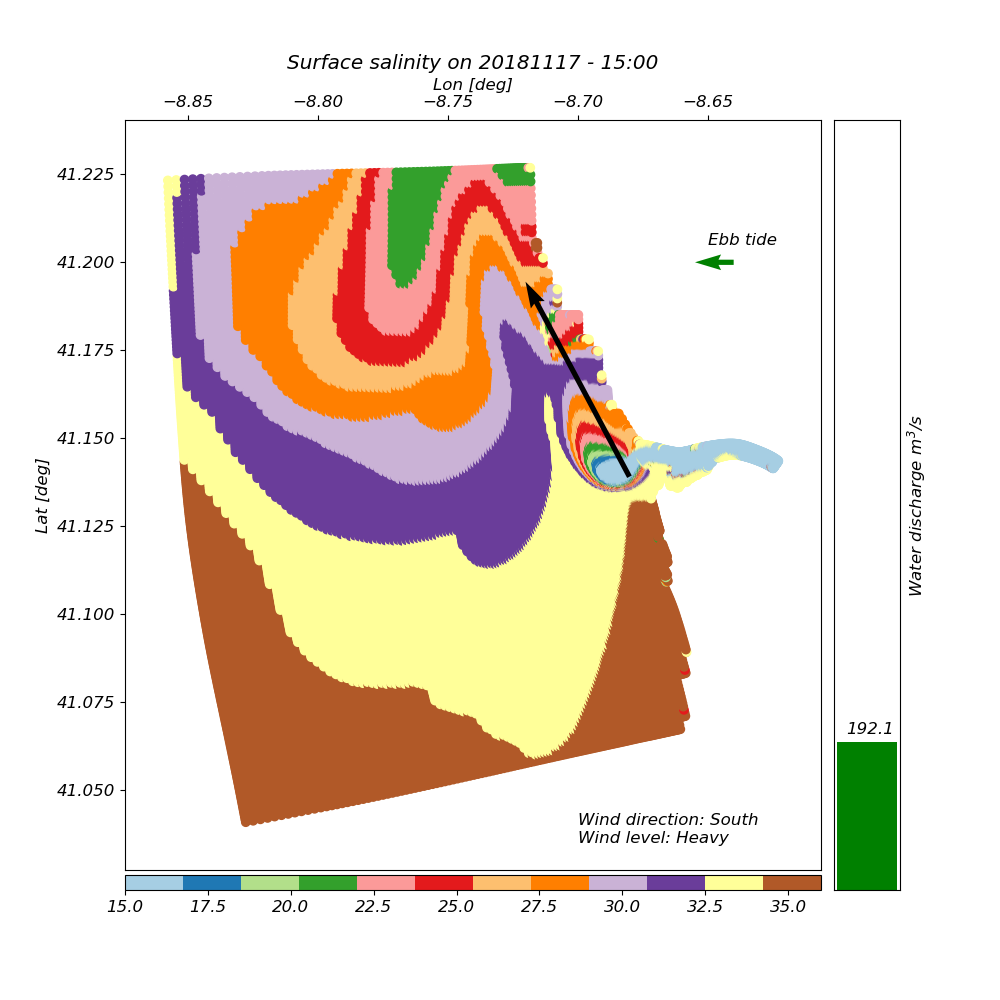 Surface salinity on 20181117 - 15:00
Lon [deg]
−8.85 −8.80 −8.75 −8.70 −8.65
41.225
41.200
41.175
41.150
41.125
41.100
41.075
41.050
Lat [deg]
Ebb tide
Wind direction: South
Wind level: Heavy
15.0 17.5 20.0 22.5 25.0 27.5 30.0 32.5 35.0
192.1
Water discharge m³/s